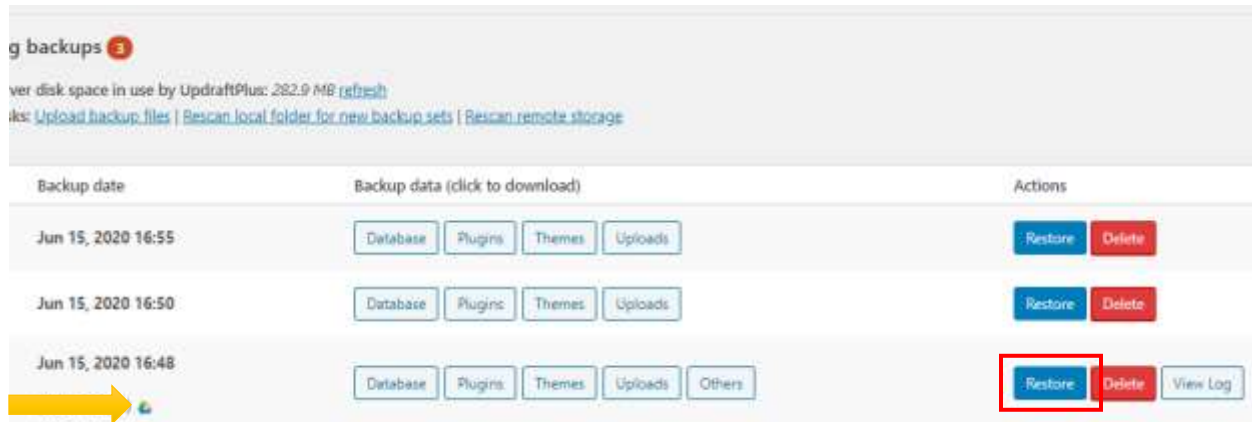 g backups 3
ver disk space in use by UpdraftPlus: 282.9 MB refresh
ks: Upload backup files | Rescan local folder for new backup sets | Rescan remote storage
Backup date Backup data (click to download) Actions
Jun 15, 2020 16:55 Database Plugins Themes Uploads Restore Delete
Jun 15, 2020 16:50 Database Plugins Themes Uploads Restore Delete
Jun 15, 2020 16:48
Database Plugins Themes Uploads Others Restore Delete View Log